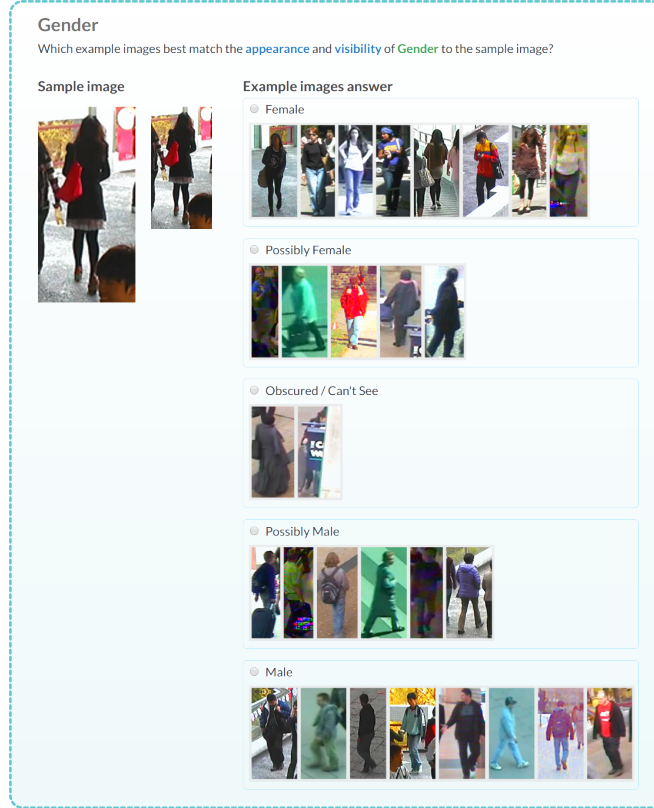 Gender
Which example images best match the appearance and visibility of Gender to the sample image?
Sample image
Example images answer
Female
Possibly Female
Obscured / Can't See
Possibly Male
Male